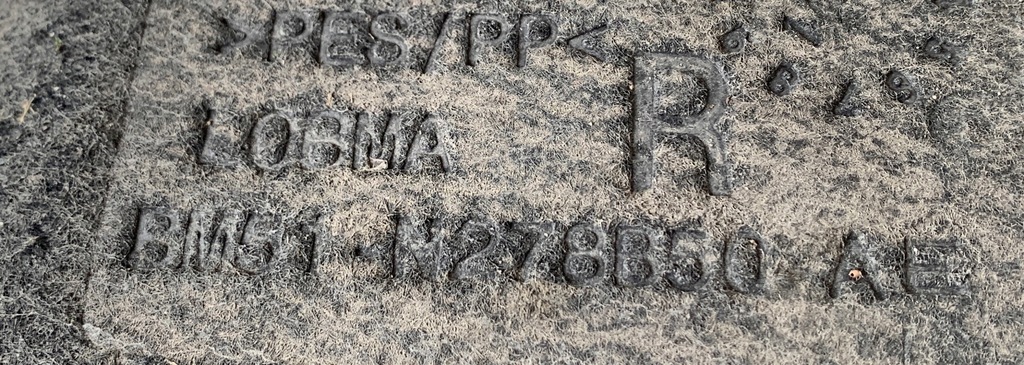 >PES/PP<
LOBMA
R
BM51-N278B50 AE